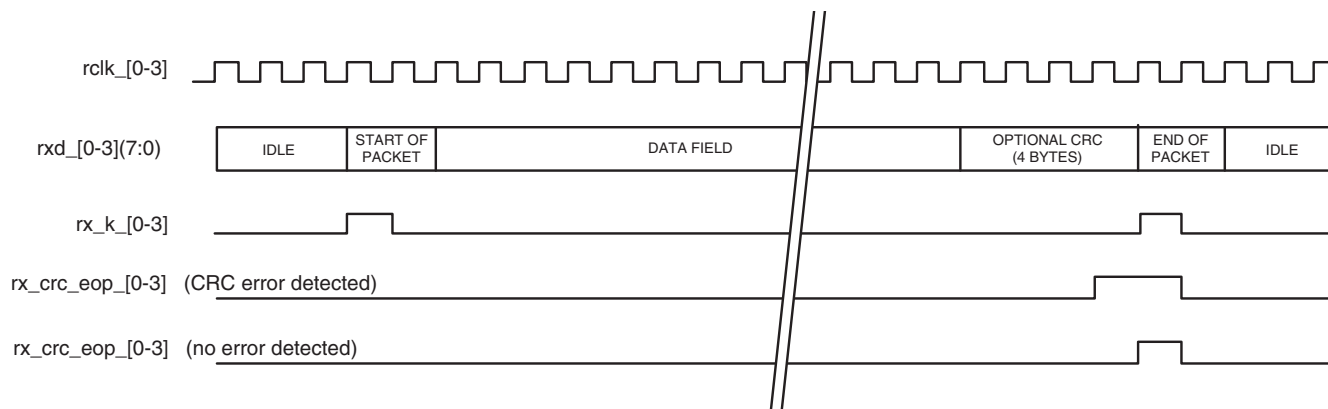 rclk_[0-3]
rxd_[0-3](7:0)
IDLE
START OF
PACKET
DATA FIELD
OPTIONAL CRC
(4 BYTES)
END OF
PACKET
IDLE
rx_k_[0-3]
rx_crc_eop_[0-3] (CRC error detected)
rx_crc_eop_[0-3] (no error detected)